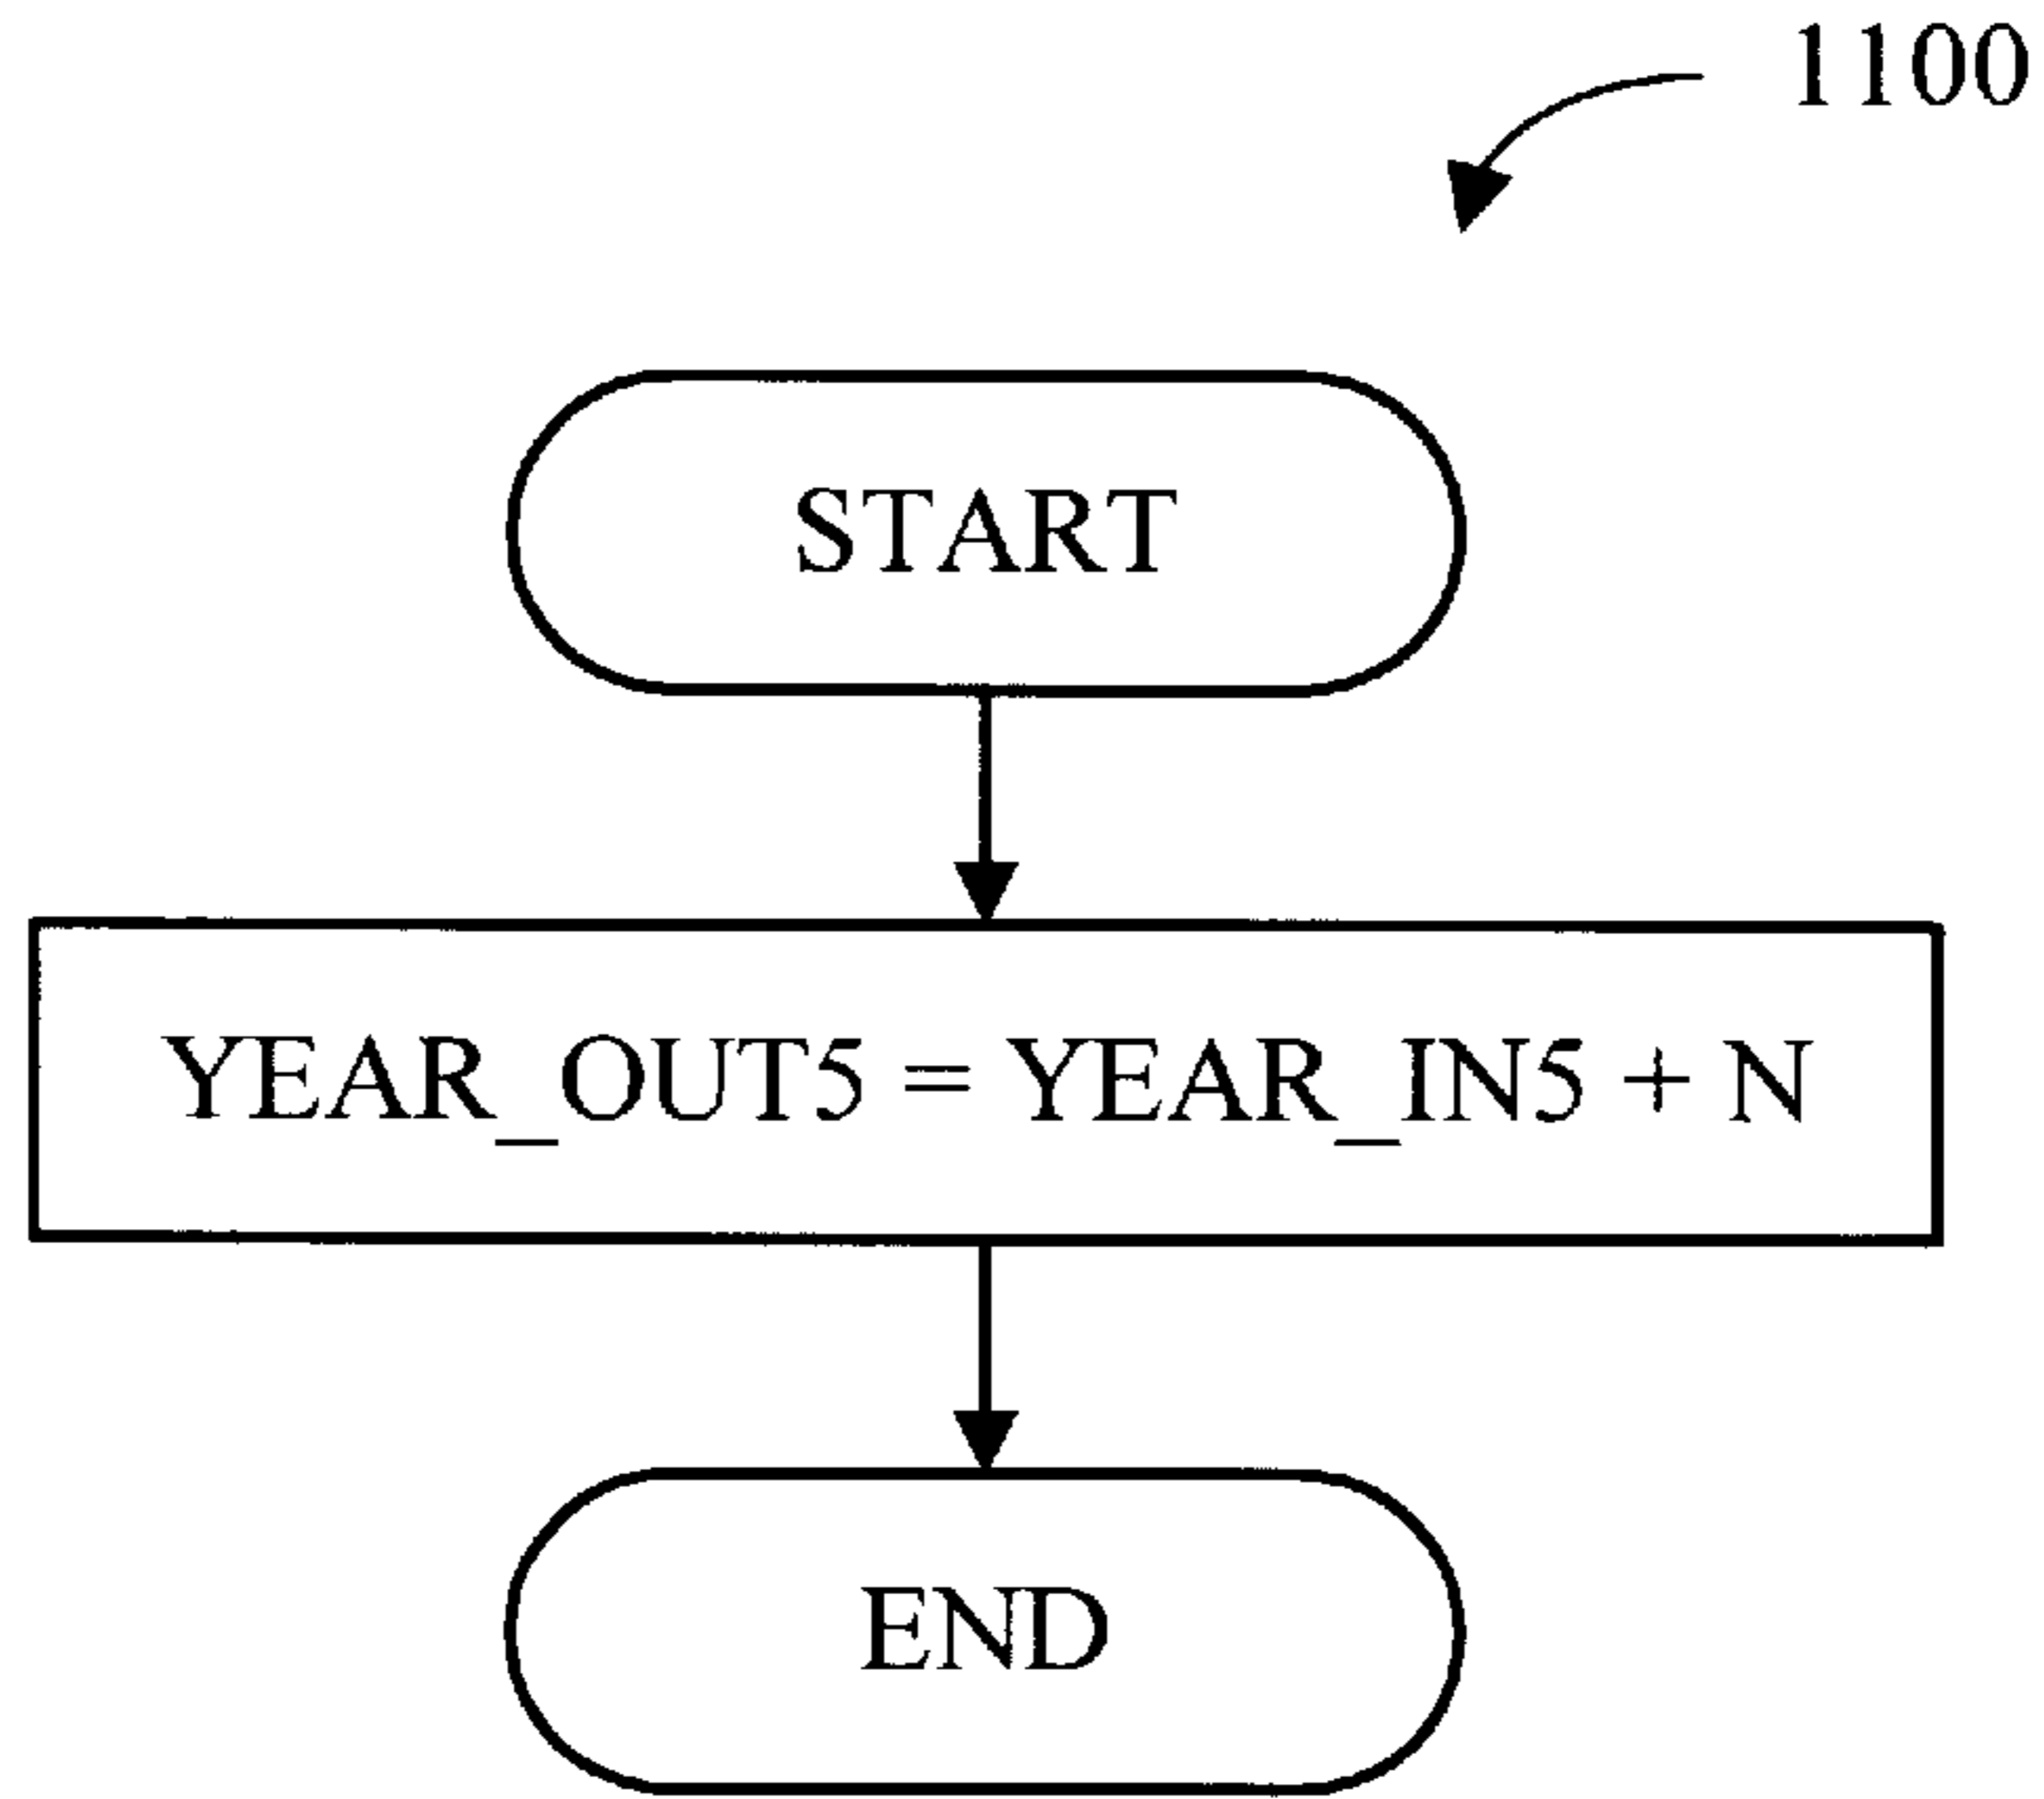 1100
START
YEAR_OUT5 = YEAR_IN5 + N
END